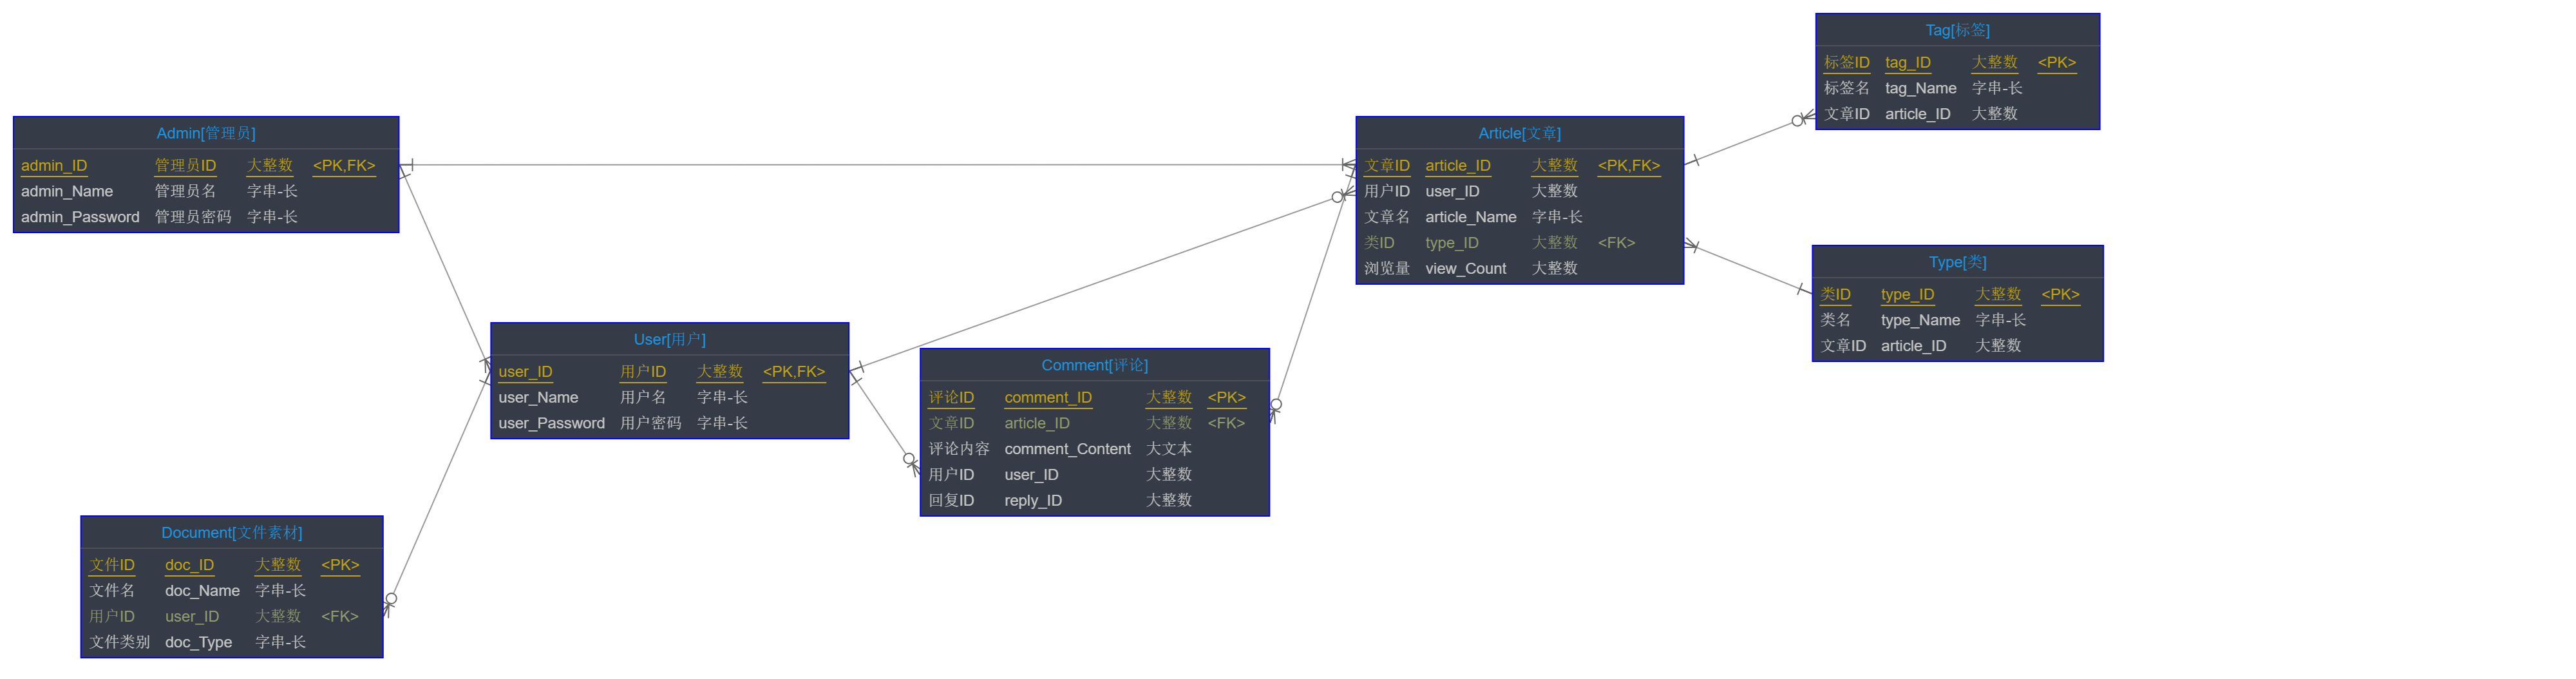 Admin[管理员]
admin_ID 管理员ID 大整数 <PK,FK>
admin_Name 管理员名 字串-长
admin_Password 管理员密码 字串-长
Document[文件素材]
文件ID doc_ID 大整数 <PK>
文件名 doc_Name 字串-长
用户ID user_ID 大整数 <FK>
文件类别 doc_Type 字串-长
User[用户]
user_ID 用户ID 大整数 <PK,FK>
user_Name 用户名 字串-长
user_Password 用户密码 字串-长
Comment[评论]
评论ID comment_ID 大整数 <PK>
文章ID article_ID 大整数 <FK>
评论内容 comment_Content 大文本
用户ID user_ID 大整数
回复ID reply_ID 大整数
Article[文章]
文章ID article_ID 大整数 <PK,FK>
用户ID user_ID 大整数
文章名 article_Name 字串-长
类ID type_ID 大整数 <FK>
浏览量 view_Count 大整数
Tag[标签]
标签ID tag_ID 大整数 <PK>
标签名 tag_Name 字串-长
文章ID article_ID 大整数
Type[类]
类ID type_ID 大整数 <PK>
类名 type_Name 字串-长
文章ID article_ID 大整数